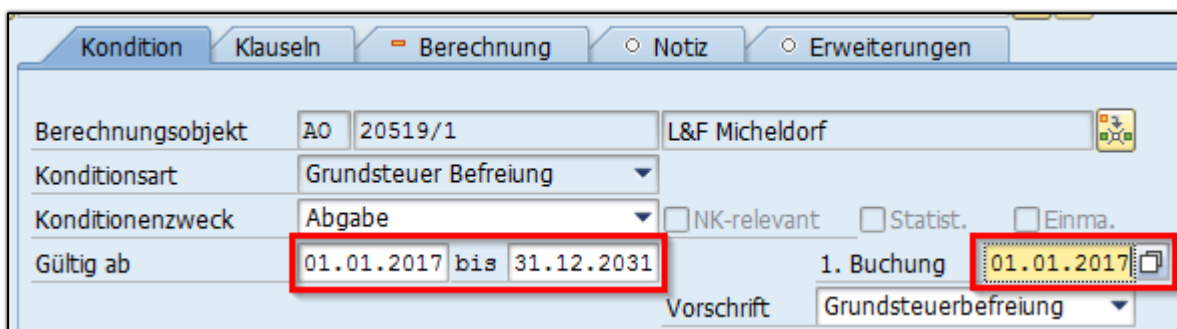 Kondition Klauseln Berechnung Notiz Erweiterungen
Berechnungsobjekt AO 20519/1 L&F Micheldorf
Konditionsart Grundsteuer Befreiung
Konditionenzweck Abgabe NK-relevant Statist. Einma.
Gültig ab 01.01.2017 bis 31.12.2031 1. Buchung 01.01.2017
Vorschrift Grundsteuerbefreiung